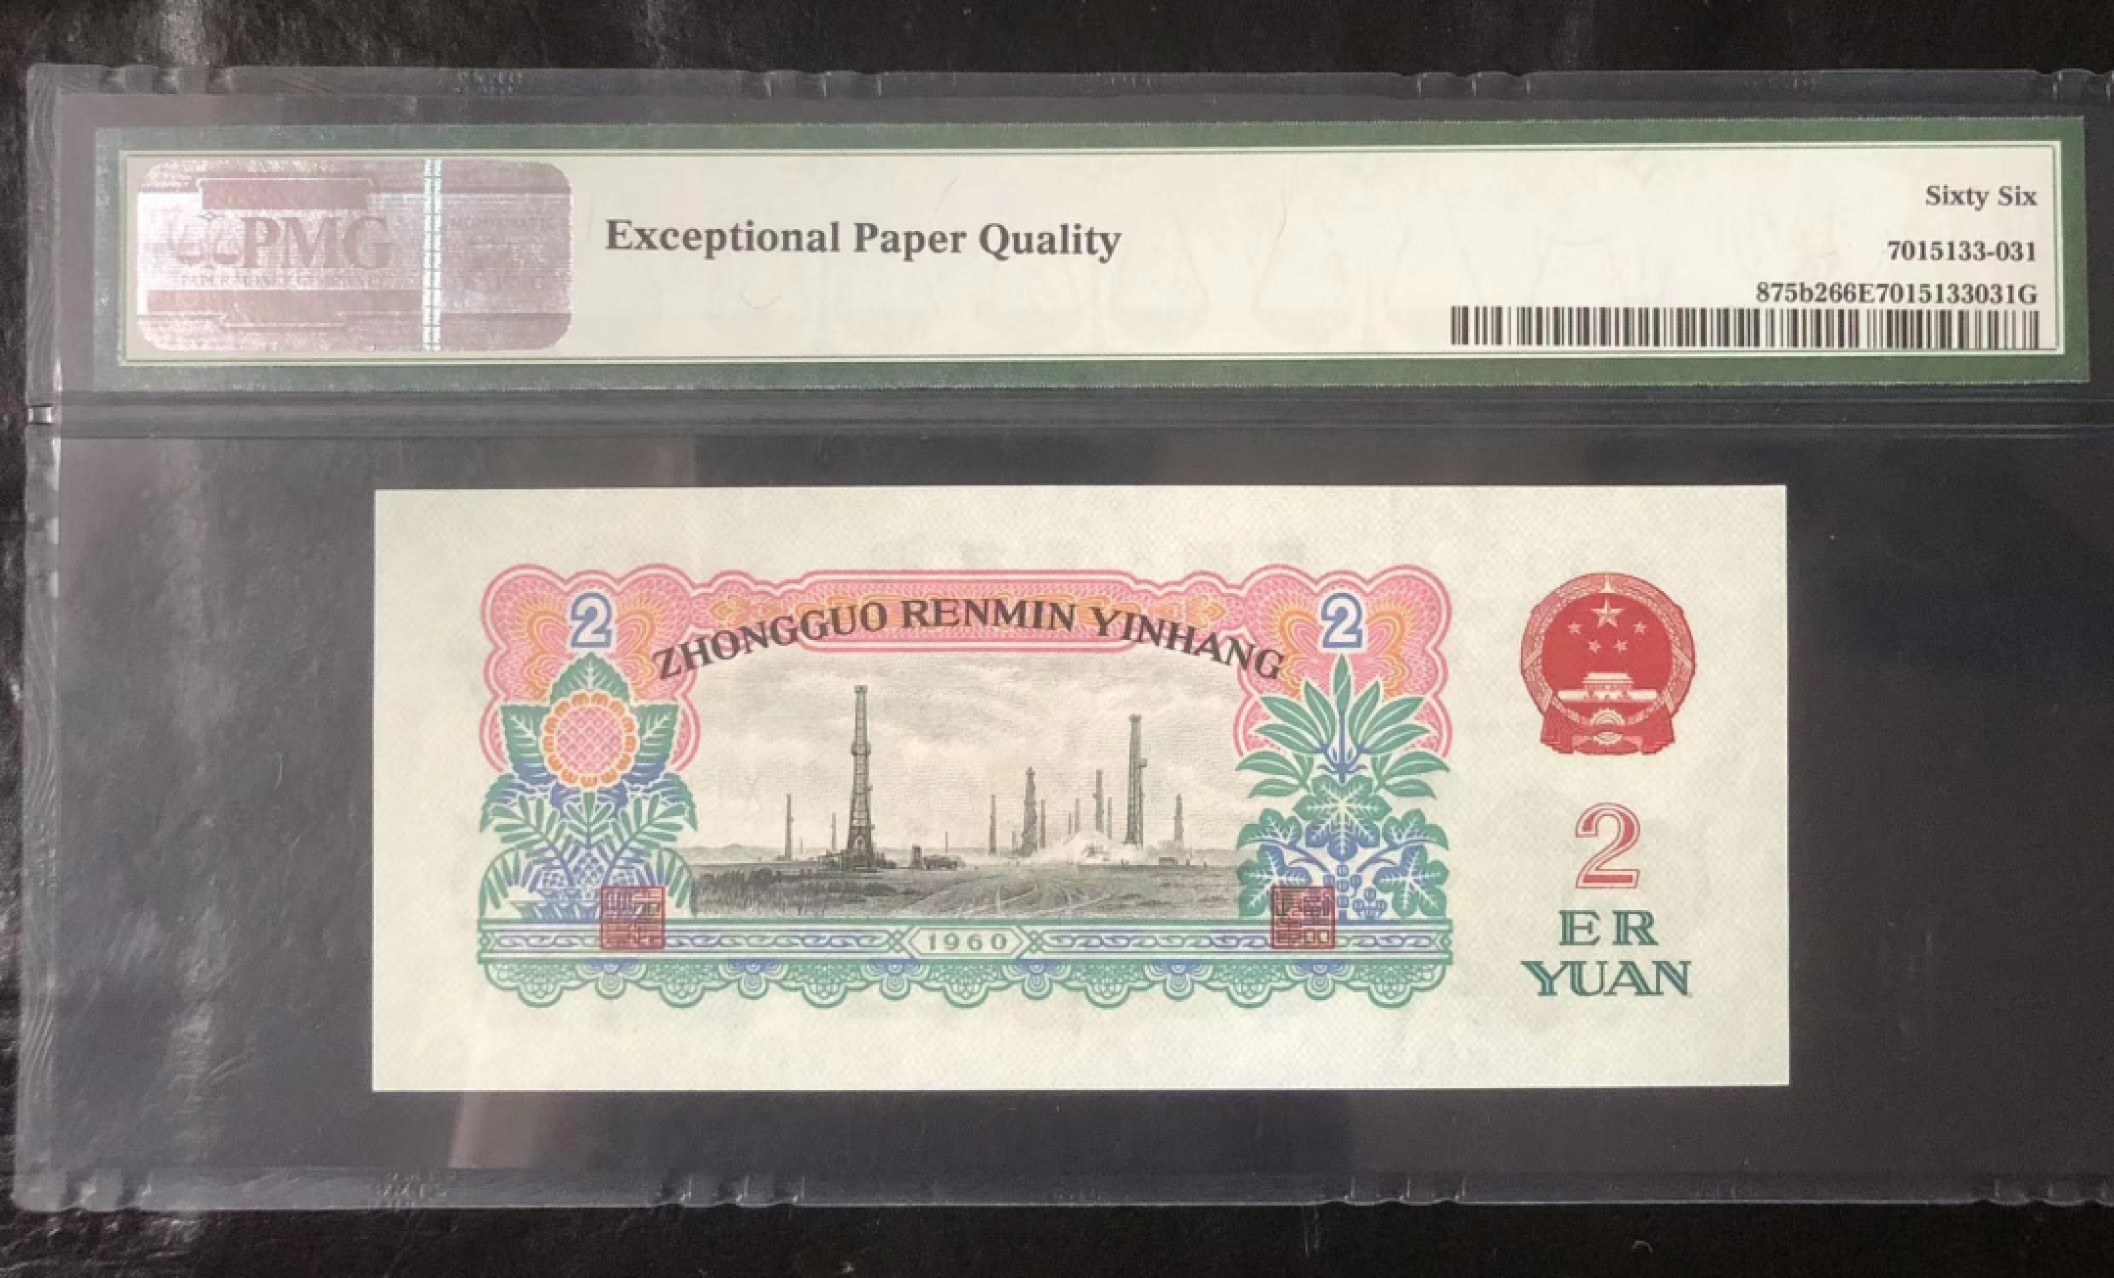 PMG
Exceptional Paper Quality
Sixty Six
7015133-031
875b266E7015133031G
2
ZHONGGUO RENMIN YINHANG
2
1960
2
ER
YUAN